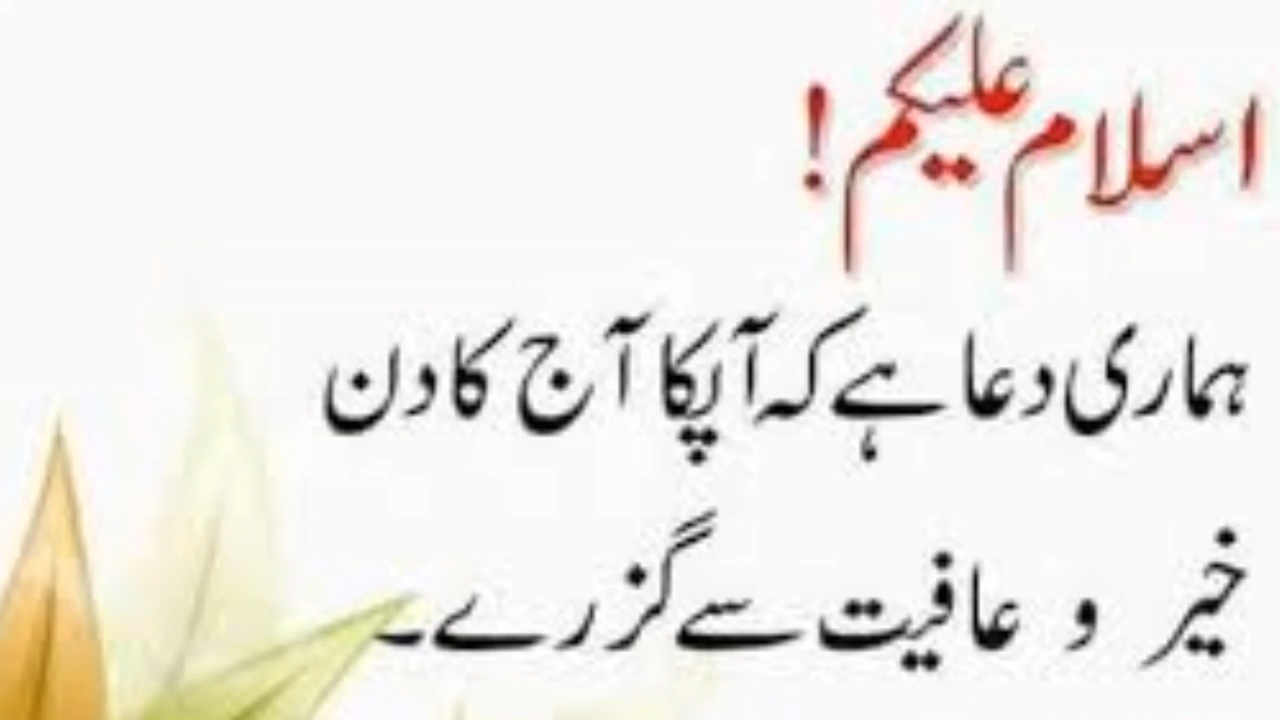 اسلام علیکم!
ہماری دعا ہے کہ آپکا آج کا دن
خیر و عافیت سے گزرے۔